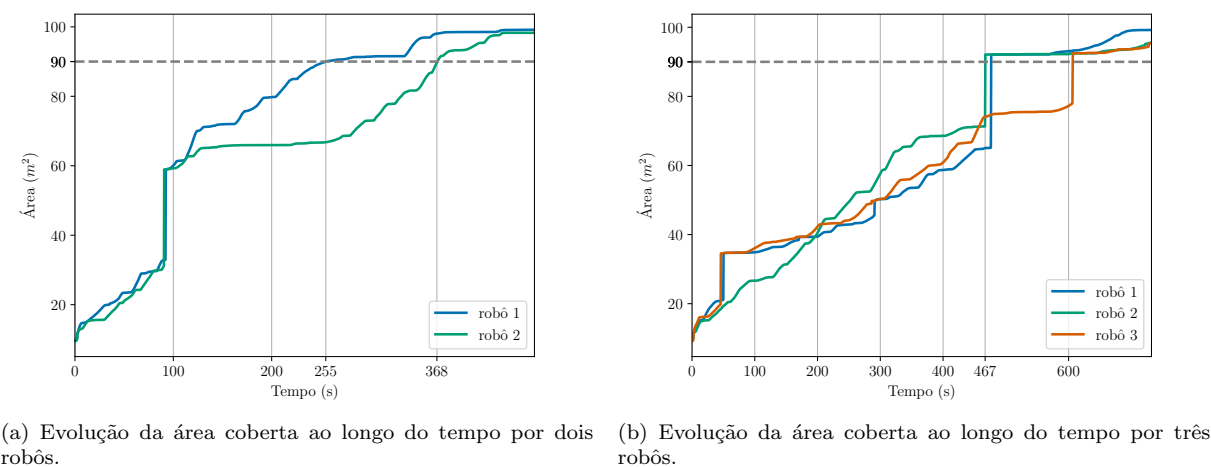 100
90
80
60
40
20
Área (m²)
0
100
200
255
368
Tempo (s)
robô 1
robô 2
100
90
80
60
40
20
Área (m²)
0
100
200
300
400
467
600
Tempo (s)
robô 1
robô 2
robô 3
(a) Evolução da área coberta ao longo do tempo por dois
robôs.
(b) Evolução da área coberta ao longo do tempo por três
robôs.